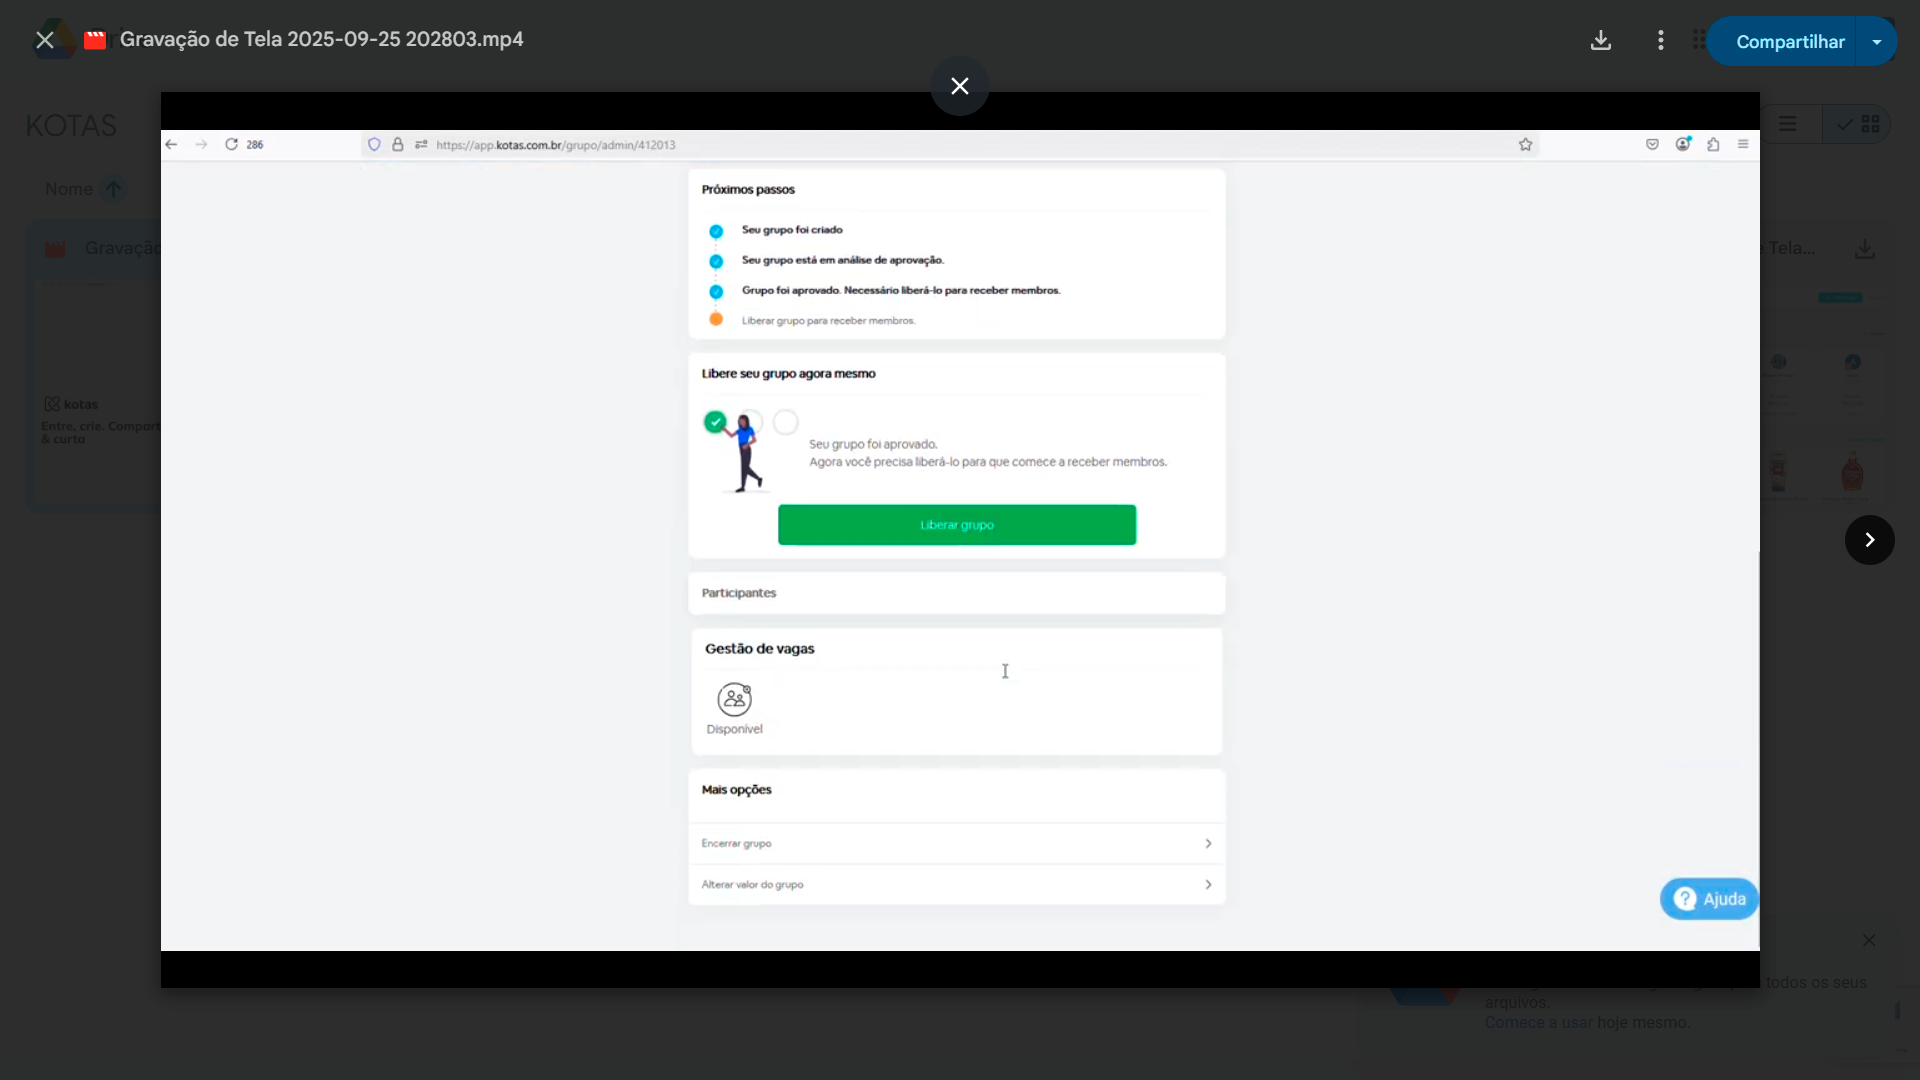 Gravação de Tela 2025-09-25 202803.mp4
Compartilhar
KOTAS
Nome
Gravação
Tela...
kotas
Entre, crie. Compart
& curta
286
https://app.kotas.com.br/grupo/admin/412013
Próximos passos
Seu grupo foi criado
Seu grupo está em análise de aprovação.
Grupo foi aprovado. Necessário liberá-lo para receber membros.
Liberar grupo para receber membros.
Libere seu grupo agora mesmo
Seu grupo foi aprovado.
Agora você precisa liberá-lo para que comece a receber membros.
Liberar grupo
Participantes
Gestão de vagas
Disponível
Mais opções
Encerrar grupo
Alterar valor do grupo
Ajuda
todos os seus
arquivos.
Comece a usar hoje mesmo.